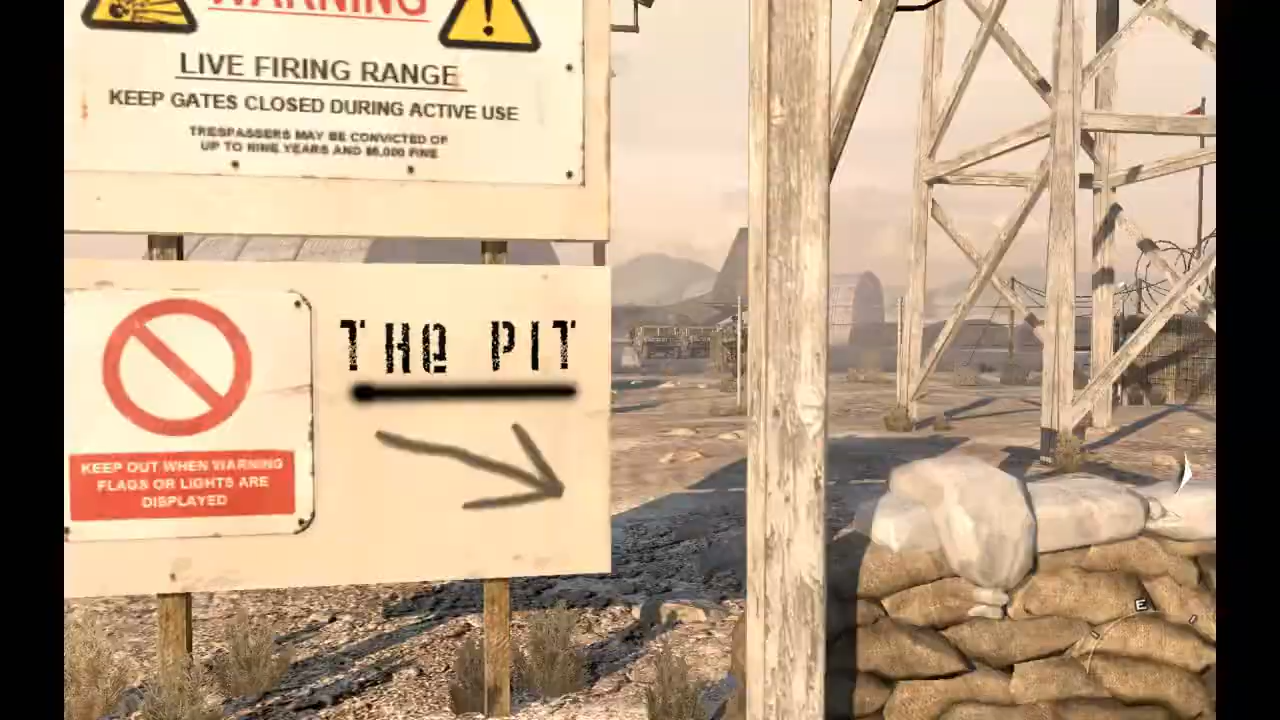 WARNING
LIVE FIRING RANGE
KEEP GATES CLOSED DURING ACTIVE USE
TRESPASSERS MAY BE CONVICTED OF
UP TO NINE YEARS AND $6,000 FINE
THe PIT
KEEP OUT WHEN WARNING
FLAGS OR LIGHTS ARE
DISPLAYED
E